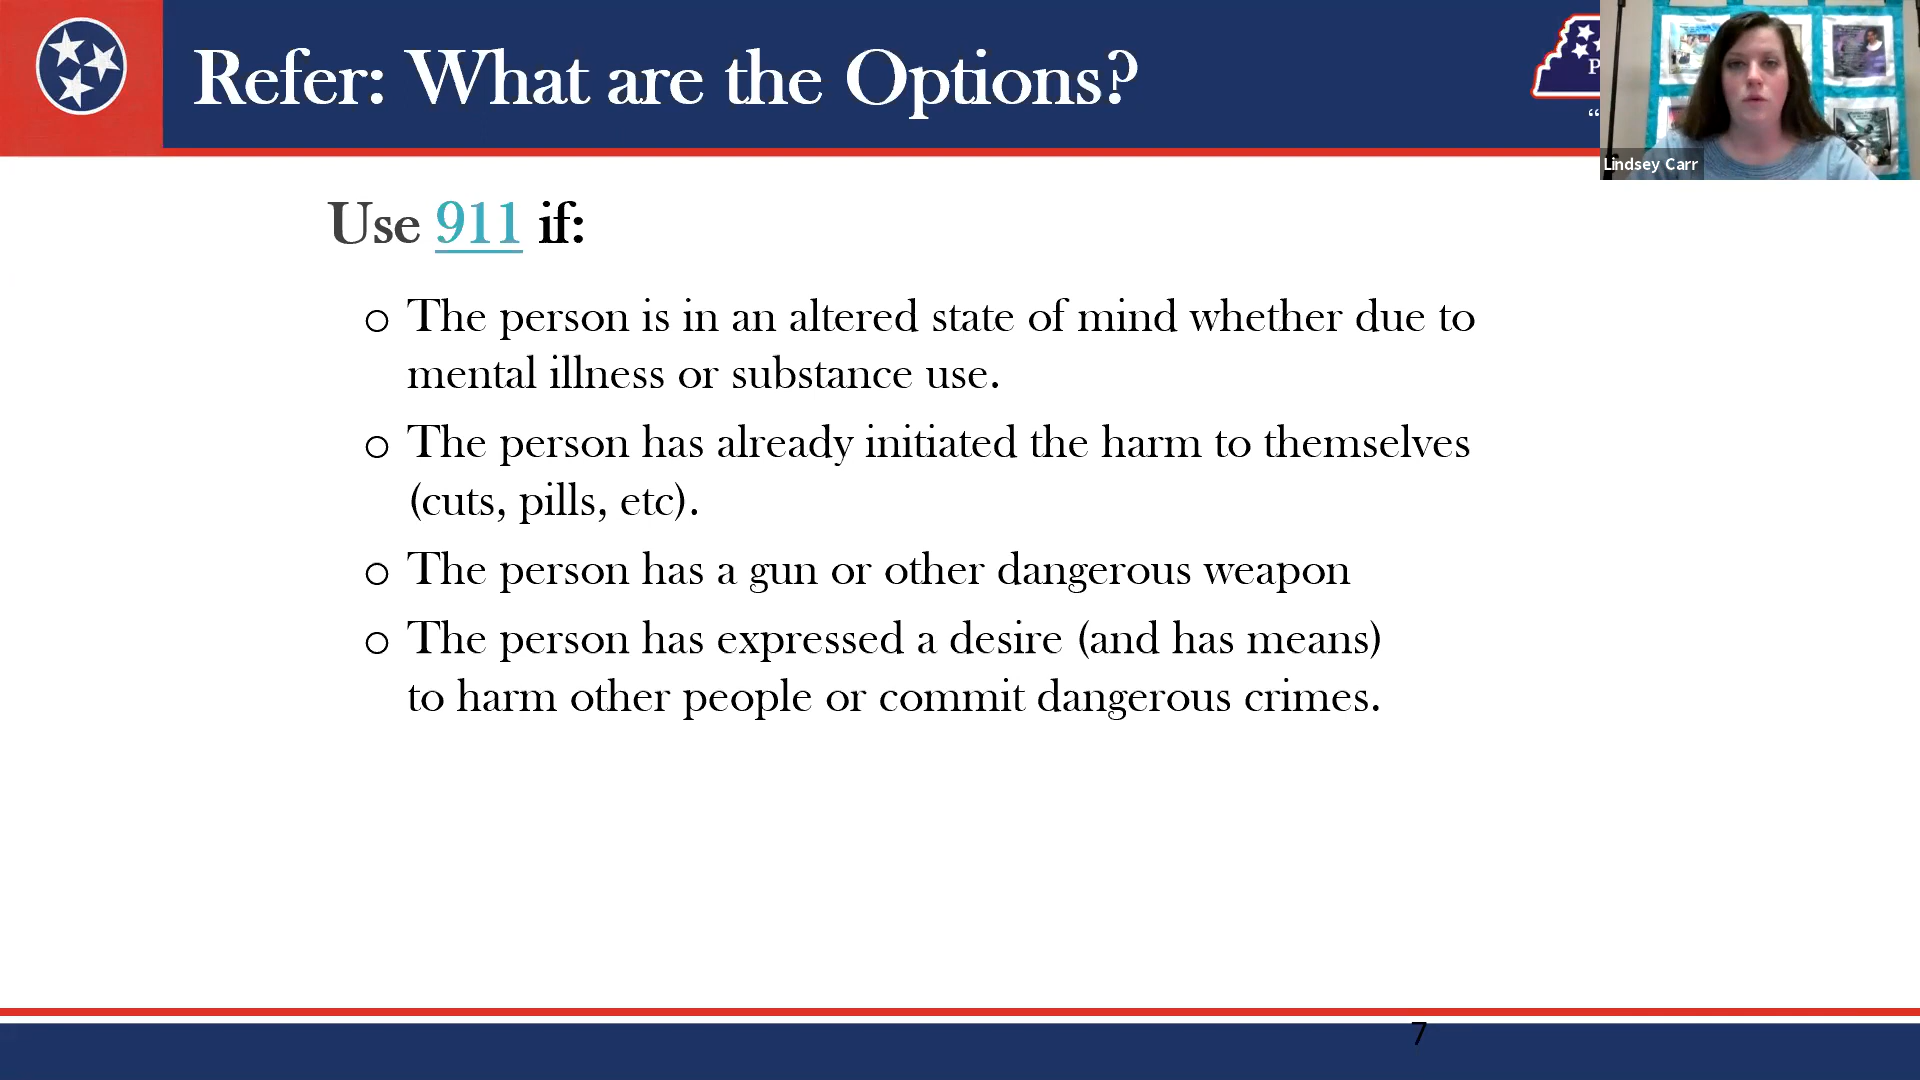 Refer: What are the Options?
Lindsey Carr
Use 911 if:
o The person is in an altered state of mind whether due to
mental illness or substance use.
o The person has already initiated the harm to themselves
(cuts, pills, etc).
o The person has a gun or other dangerous weapon
o The person has expressed a desire (and has means)
to harm other people or commit dangerous crimes.
7